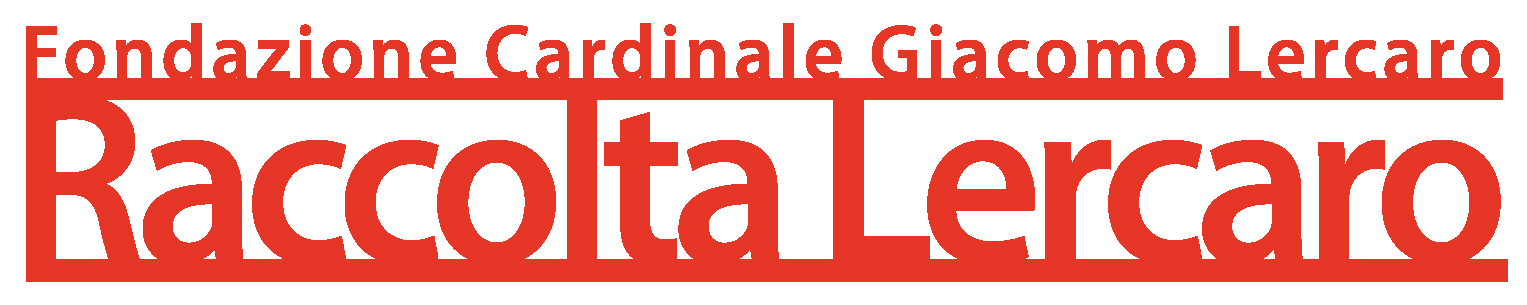 Fondazione Cardinale Giacomo Lercaro
Raccolta Lercaro